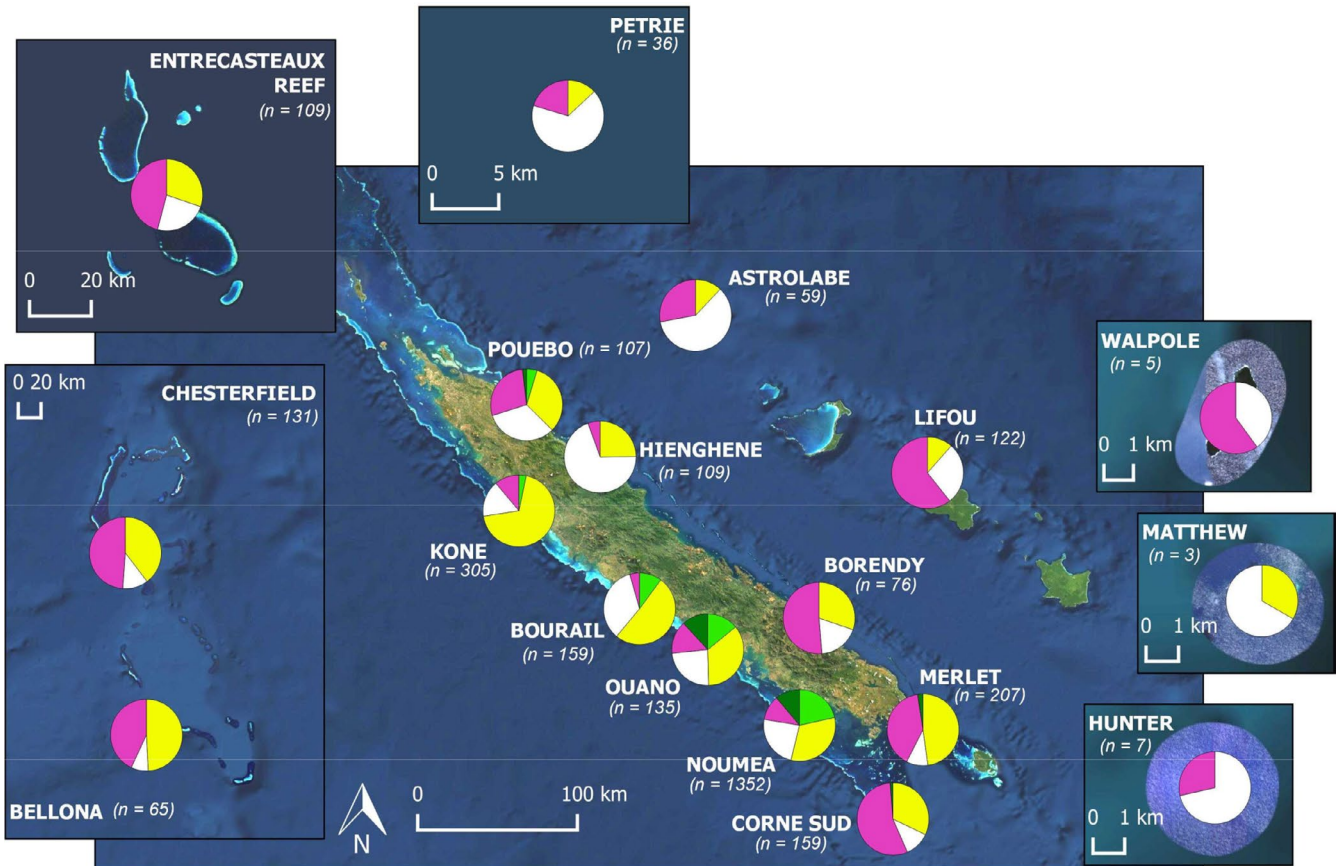 PETRIE
(n = 36)
0 5 km
ENTRECASTEAUX
REEF
(n = 109)
0 20 km
ASTROLABE
(n = 59)
POUEBO (n = 107)
WALPOLE
(n = 5)
0 1 km
0 20 km
CHESTERFIELD
(n = 131)
LIFOU
(n = 122)
HIENGHENE
(n = 109)
KONE
(n = 305)
MATTHEW
(n = 3)
0 1 km
BORENDY
(n = 76)
BOURAIL
(n = 159)
OUANO
(n = 135)
MERLET
(n = 207)
HUNTER
(n = 7)
0 1 km
NOUMEA
(n = 1352)
BELLONA (n = 65)
N
0 100 km
CORNE SUD
(n = 159)